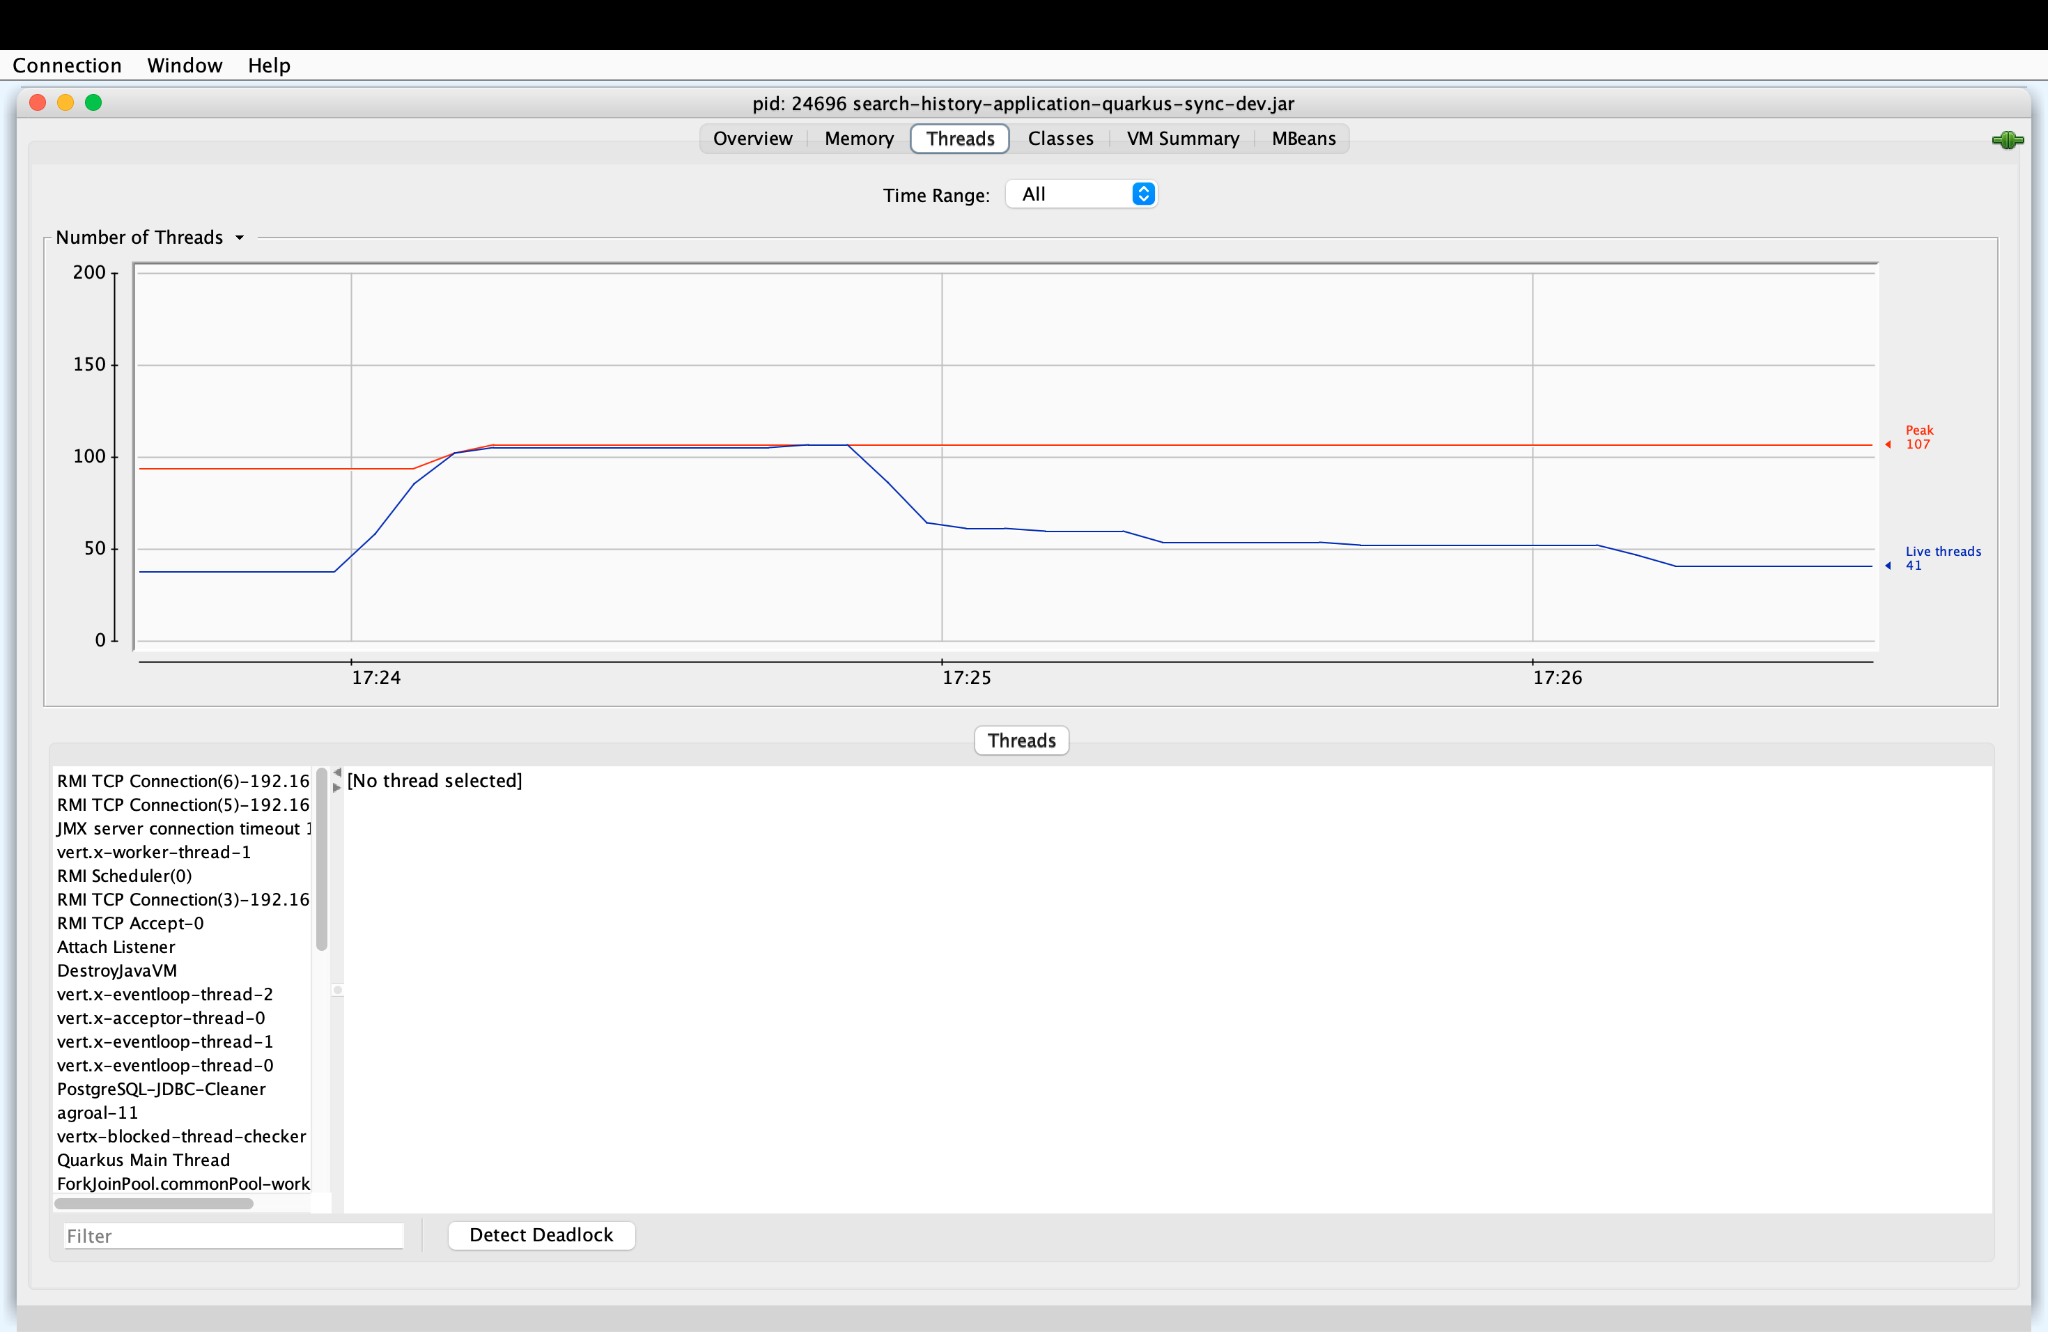 Connection Window Help
pid: 24696 search-history-application-quarkus-sync-dev.jar
Overview Memory Threads Classes VM Summary MBeans
Time Range: All
Number of Threads
200
150
100
50
0
Peak
107
Live threads
41
17:24 17:25 17:26
Threads
RMI TCP Connection(6)-192.16
RMI TCP Connection(5)-192.16
JMX server connection timeout 1
vert.x-worker-thread-1
RMI Scheduler(0)
RMI TCP Connection(3)-192.16
RMI TCP Accept-0
Attach Listener
DestroyJavaVM
vert.x-eventloop-thread-2
vert.x-acceptor-thread-0
vert.x-eventloop-thread-1
vert.x-eventloop-thread-0
PostgreSQL-JDBC-Cleaner
agroal-11
vertx-blocked-thread-checker
Quarkus Main Thread
ForkJoinPool.commonPool-work
[No thread selected]
Filter
Detect Deadlock